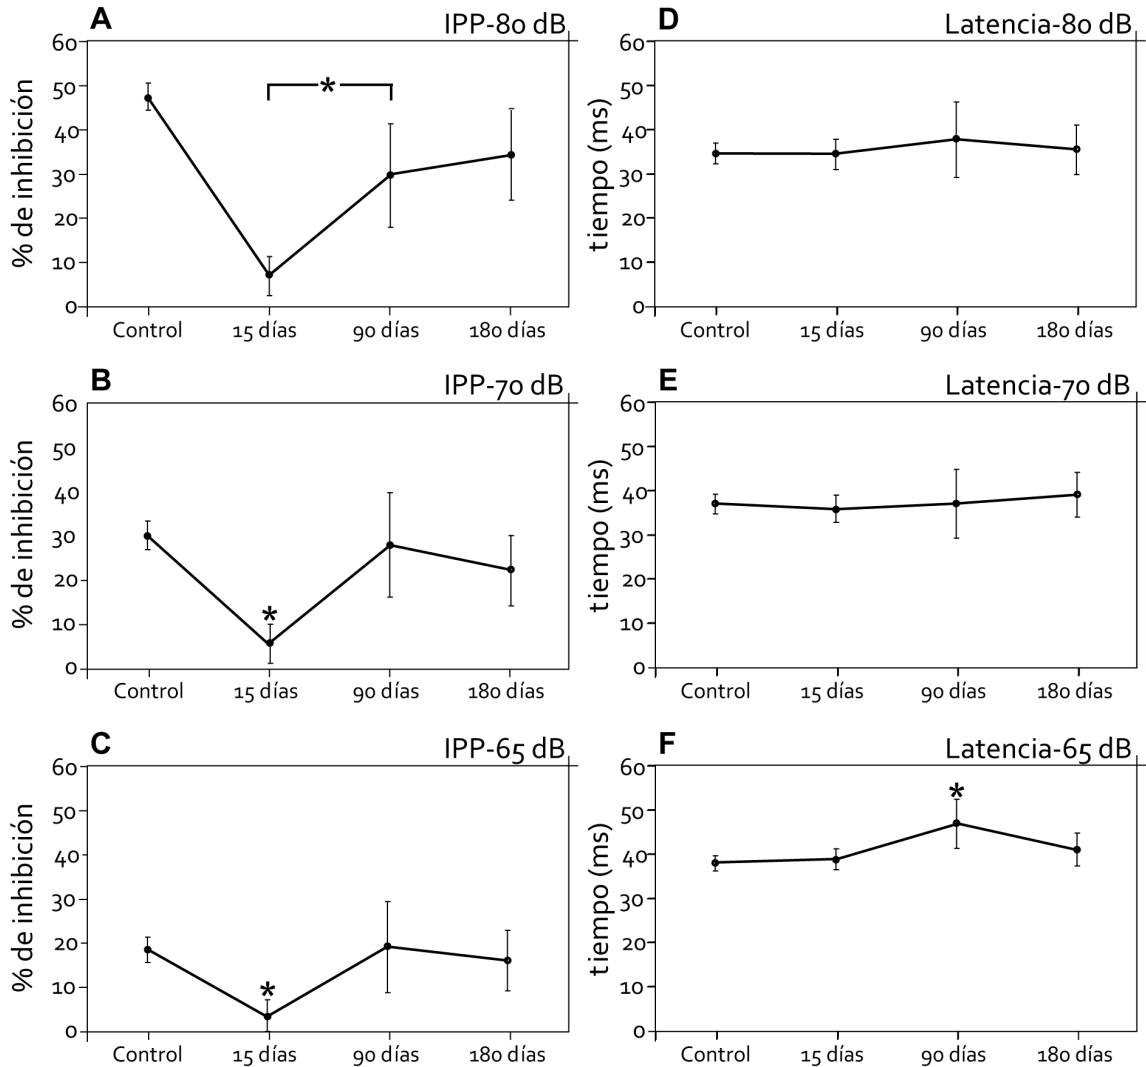 A IPP-80 dB
% de inhibición
60
50
40
30
20
10
0
*
Control 15 días 90 días 180 días
D Latencia-80 dB
tiempo (ms)
60
50
40
30
20
10
0
Control 15 días 90 días 180 días
B IPP-70 dB
% de inhibición
60
50
40
30
20
10
0
*
Control 15 días 90 días 180 días
E Latencia-70 dB
tiempo (ms)
60
50
40
30
20
10
0
Control 15 días 90 días 180 días
C IPP-65 dB
% de inhibición
60
50
40
30
20
10
0
*
Control 15 días 90 días 180 días
F Latencia-65 dB
tiempo (ms)
60
50
40
30
20
10
0
*
Control 15 días 90 días 180 días